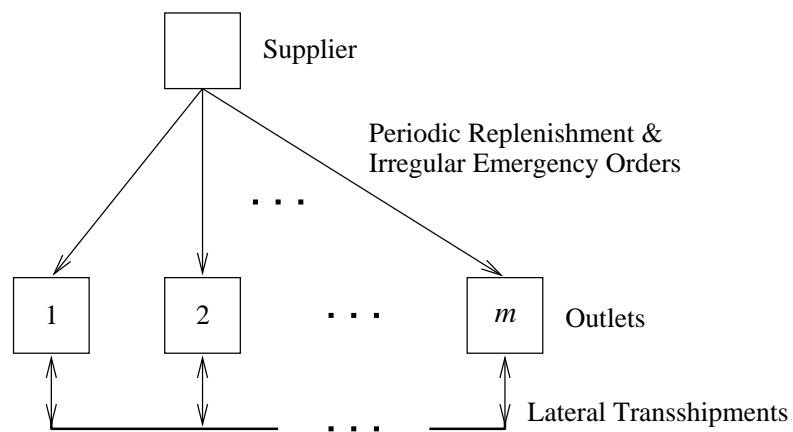 Supplier
Periodic Replenishment &
Irregular Emergency Orders
. . .
1
2
. . .
m
Outlets
. . .
Lateral Transshipments